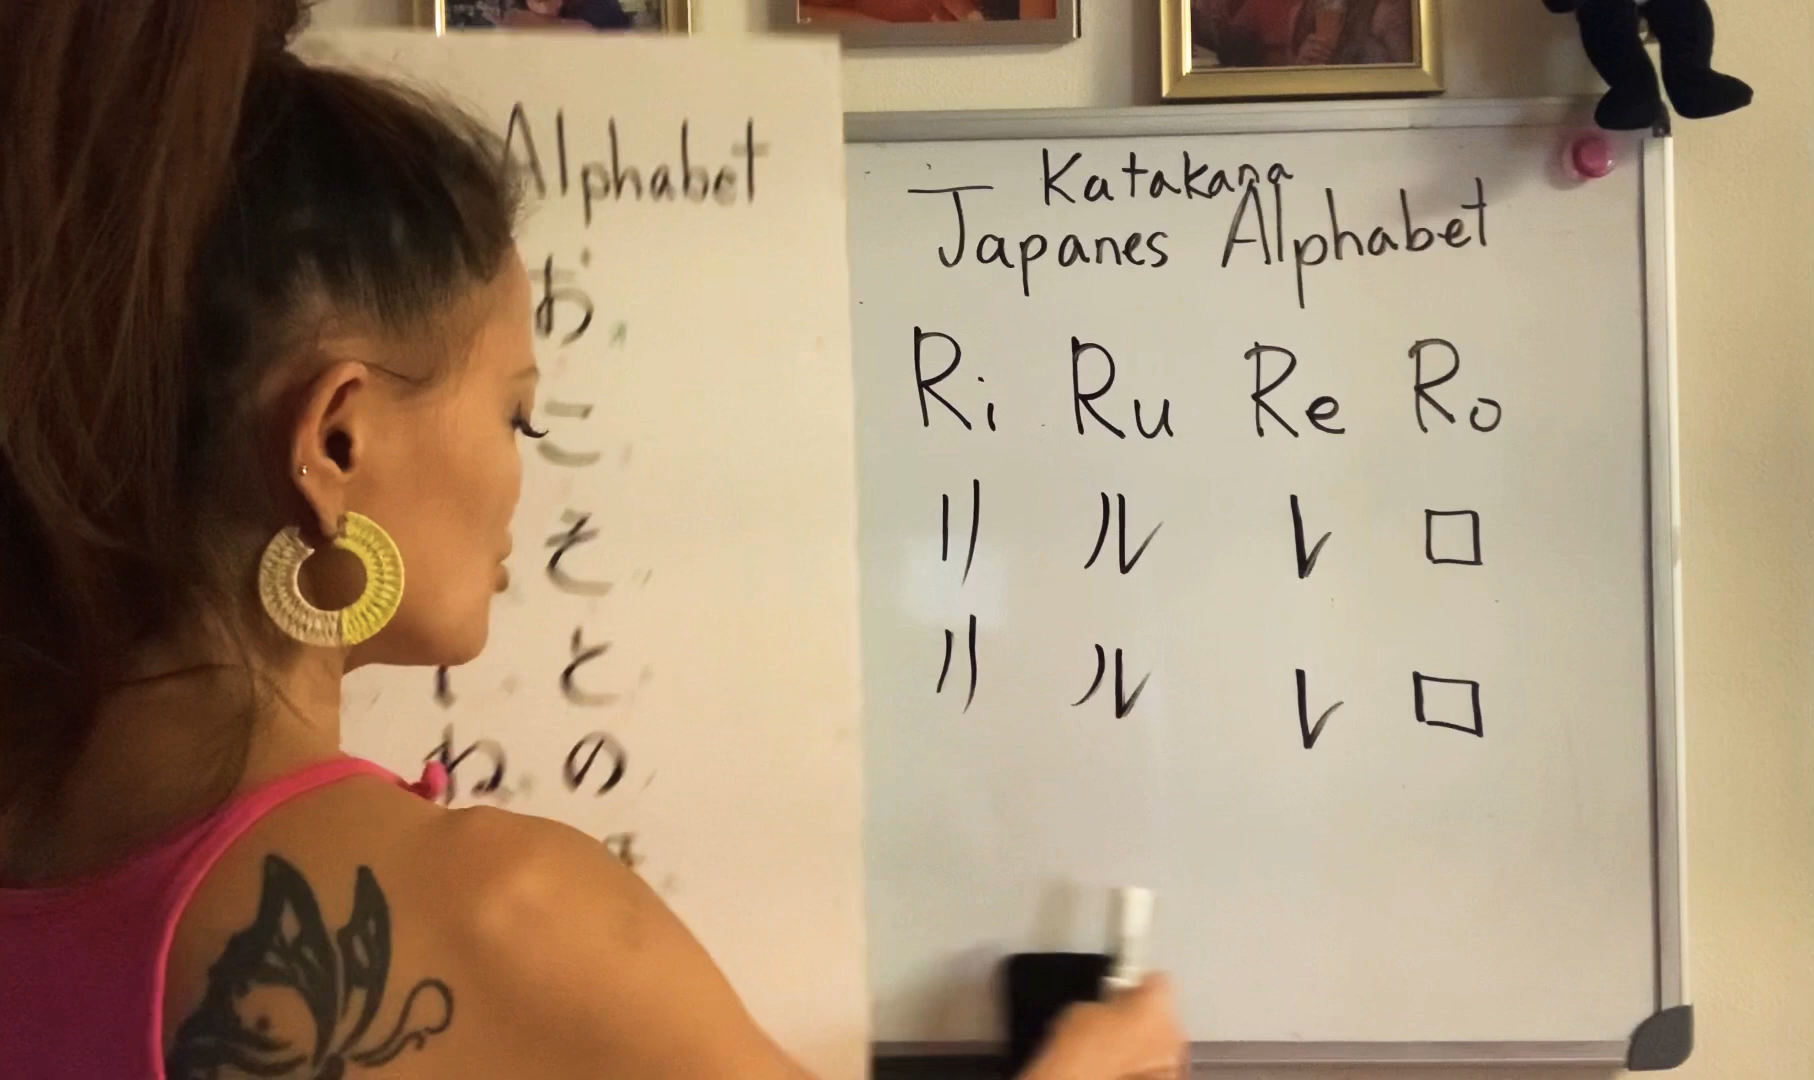 Alphabet
お
こ
そ
と
ね の
Katakana
Japanes Alphabet
Ri Ru Re Ro
リ ル レ ロ
リ ル レ ロ